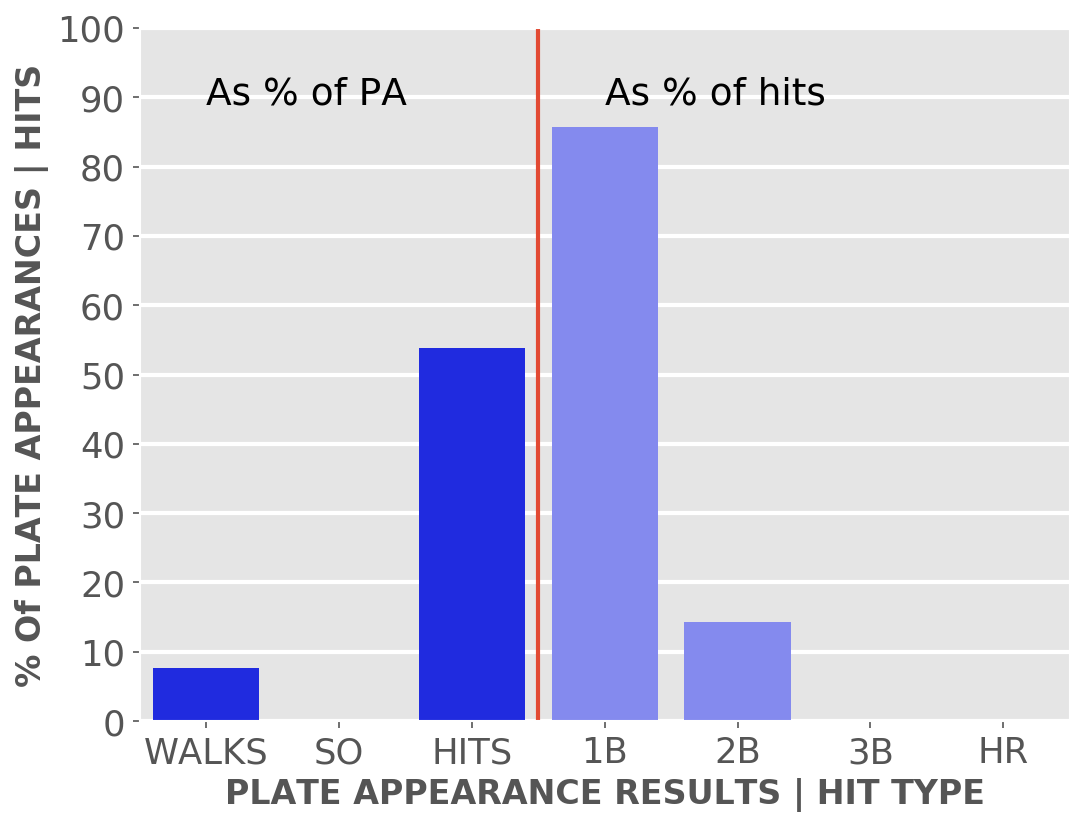 % Of PLATE APPEARANCES | HITS
100
90
80
70
60
50
40
30
20
10
0
As % of PA
As % of hits
WALKS SO HITS 1B 2B 3B HR
PLATE APPEARANCE RESULTS | HIT TYPE